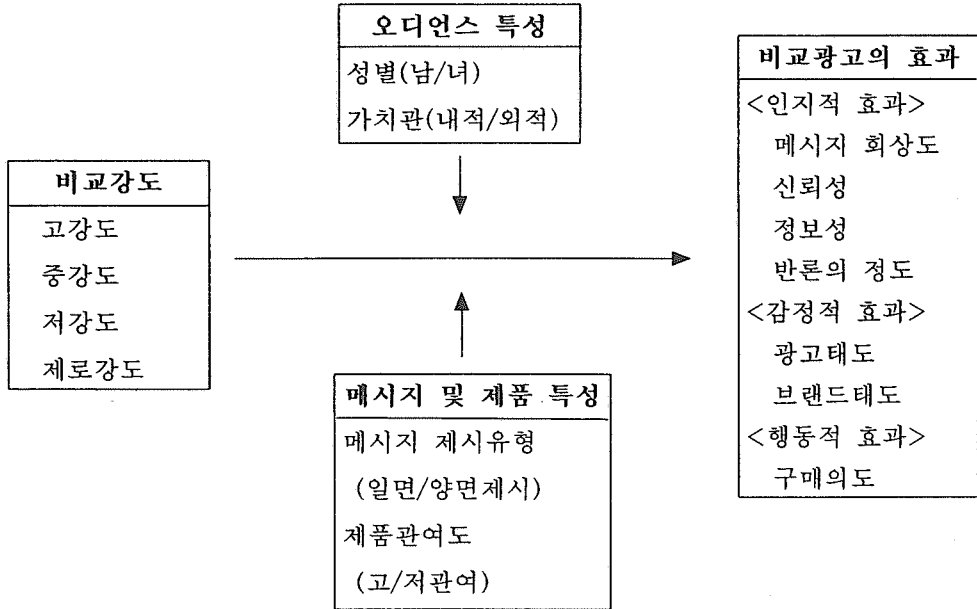 오디언스 특성
성별(남/녀)
가치관(내적/외적)
비교강도
고강도
중강도
저강도
제로강도
메시지 및 제품 특성
메시지 제시유형
(일면/양면제시)
제품관여도
(고/저관여)
비교광고의 효과
<인지적 효과>
메시지 회상도
신뢰성
정보성
반론의 정도
<감정적 효과>
광고태도
브랜드태도
<행동적 효과>
구매의도